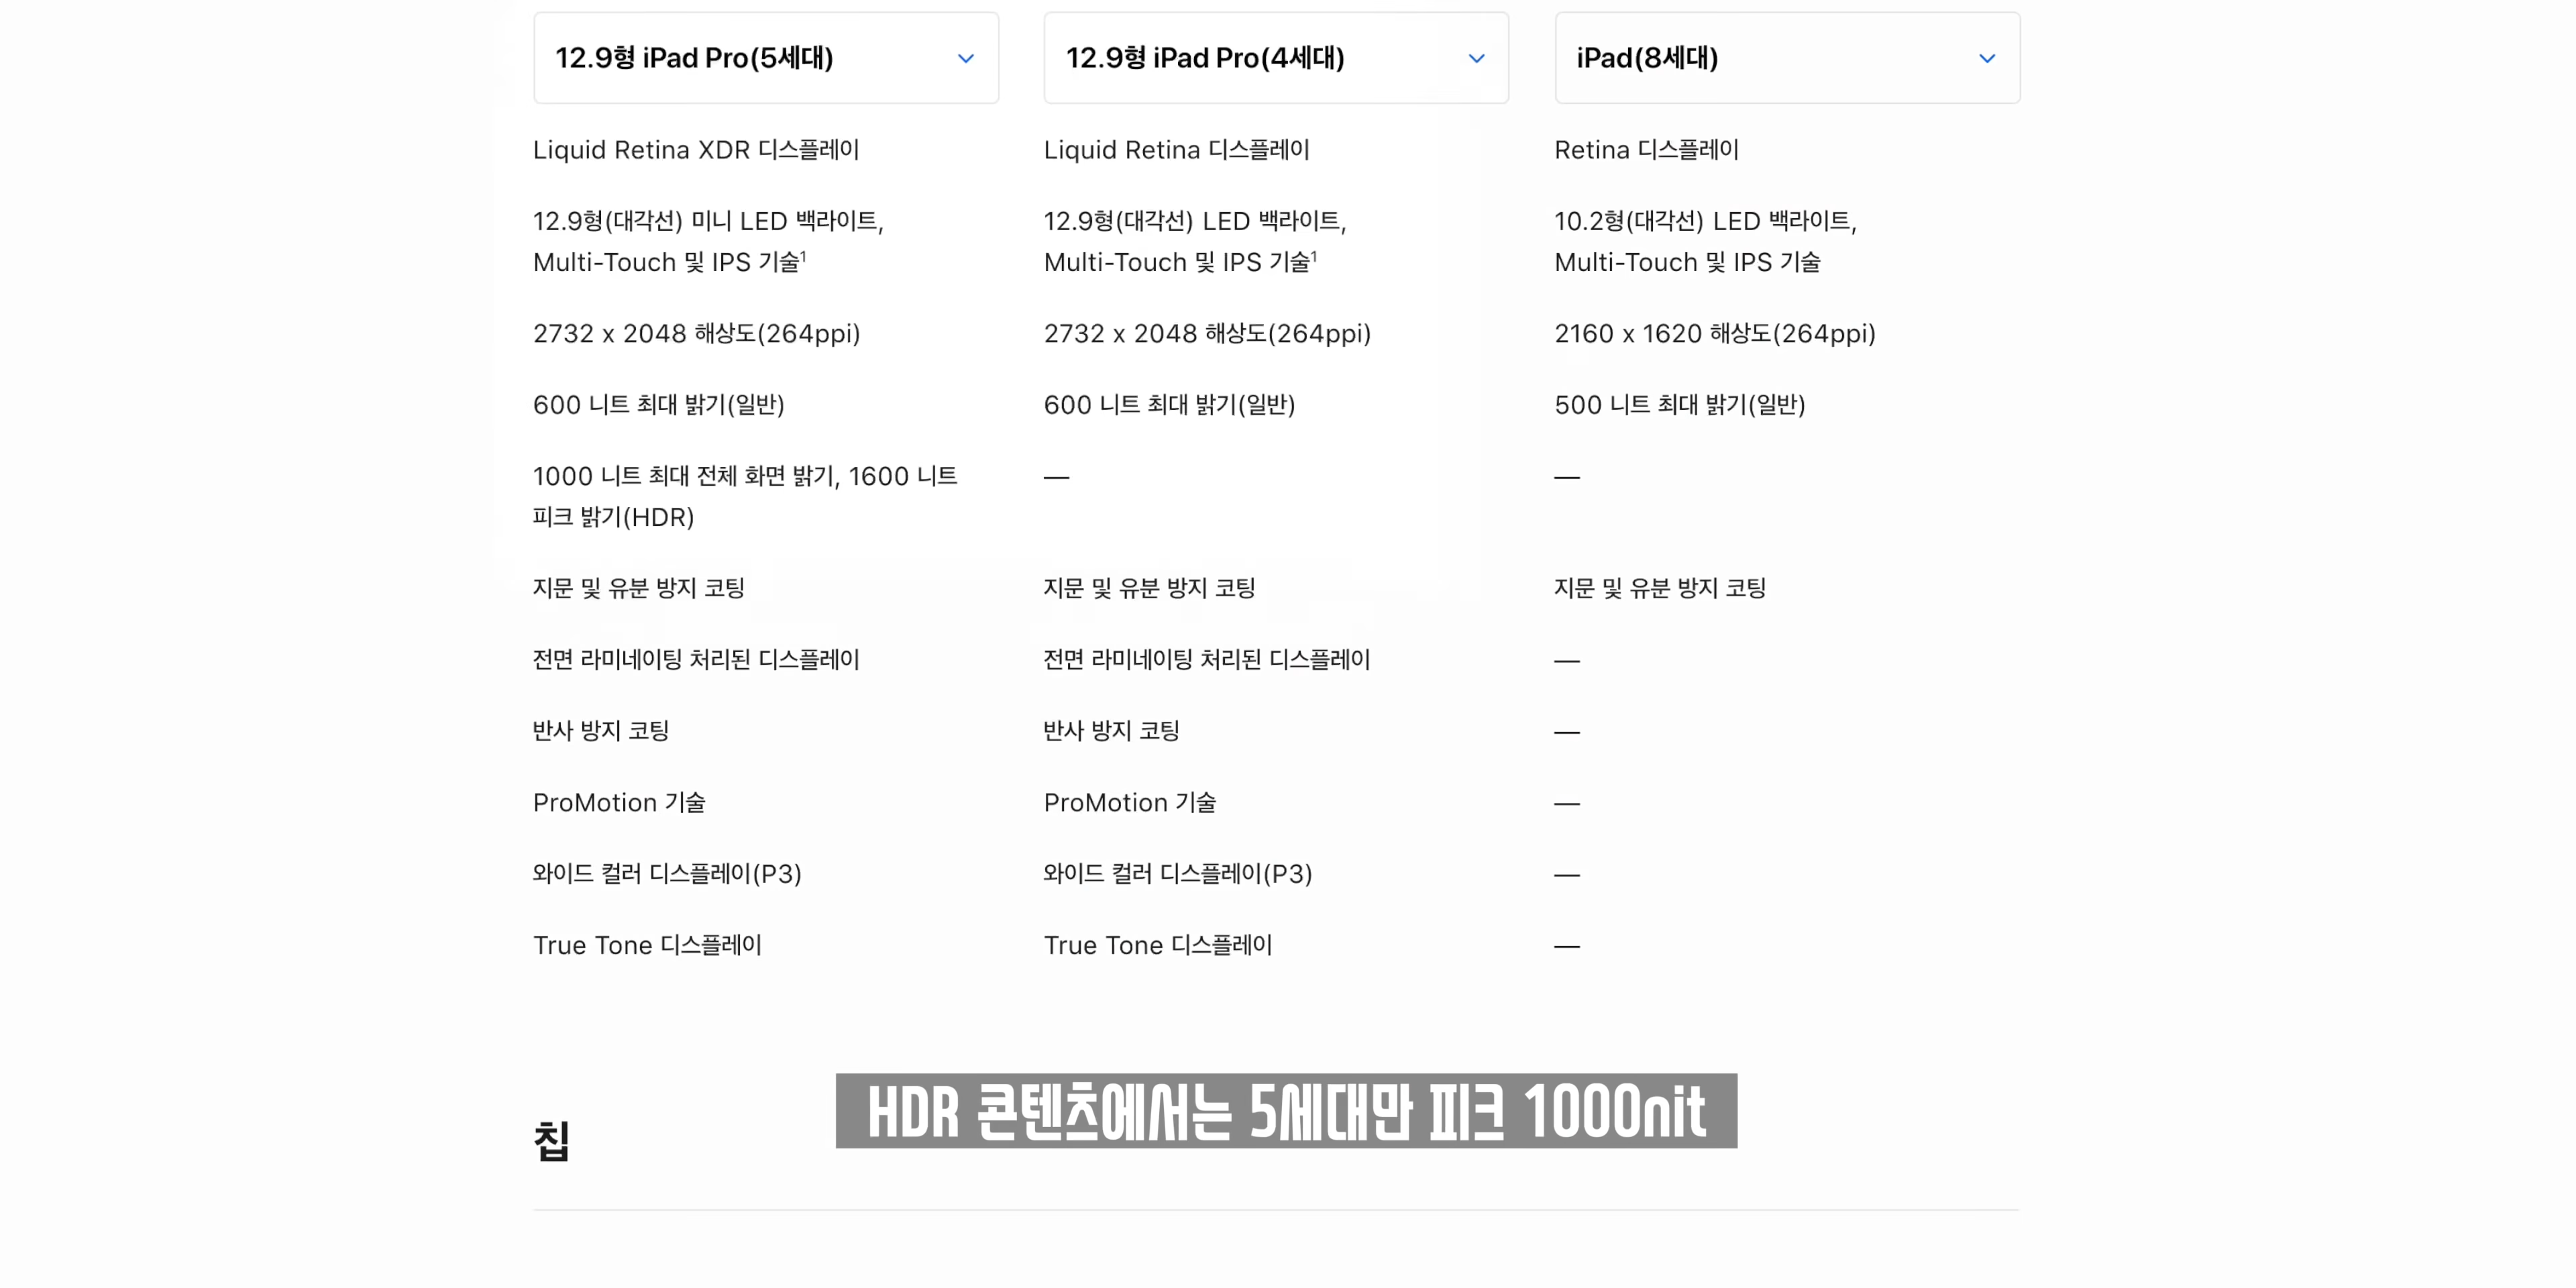 12.9형 iPad Pro(5세대)
12.9형 iPad Pro(4세대)
iPad(8세대)
Liquid Retina XDR 디스플레이
Liquid Retina 디스플레이
Retina 디스플레이
12.9형(대각선) 미니 LED 백라이트,
Multi-Touch 및 IPS 기술¹
12.9형(대각선) LED 백라이트,
Multi-Touch 및 IPS 기술¹
10.2형(대각선) LED 백라이트,
Multi-Touch 및 IPS 기술
2732 x 2048 해상도(264ppi)
2732 x 2048 해상도(264ppi)
2160 x 1620 해상도(264ppi)
600 니트 최대 밝기(일반)
600 니트 최대 밝기(일반)
500 니트 최대 밝기(일반)
1000 니트 최대 전체 화면 밝기, 1600 니트
피크 밝기(HDR)
—
—
지문 및 유분 방지 코팅
지문 및 유분 방지 코팅
지문 및 유분 방지 코팅
전면 라미네이팅 처리된 디스플레이
전면 라미네이팅 처리된 디스플레이
—
반사 방지 코팅
반사 방지 코팅
—
ProMotion 기술
ProMotion 기술
—
와이드 컬러 디스플레이(P3)
와이드 컬러 디스플레이(P3)
—
True Tone 디스플레이
True Tone 디스플레이
—
HDR 콘텐츠에서는 5세대만 피크 1000nit
칩